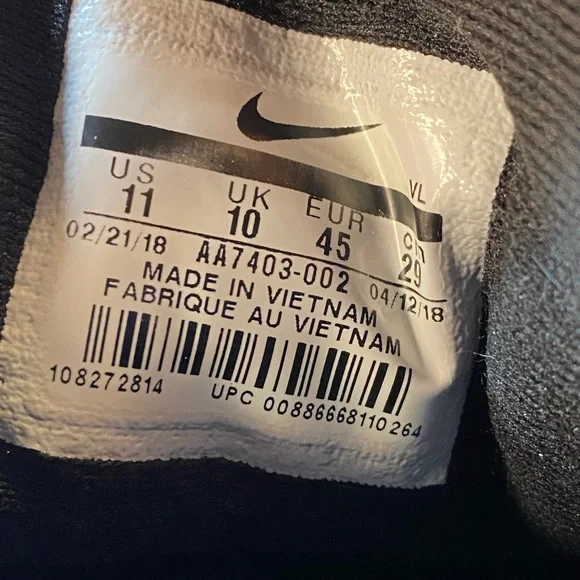 VL
US UK EUR cm
11 10 45 29
02/21/18 AA7403-002 04/12/18
MADE IN VIETNAM
FABRIQUE AU VIETNAM
108272814 UPC 00886668110264